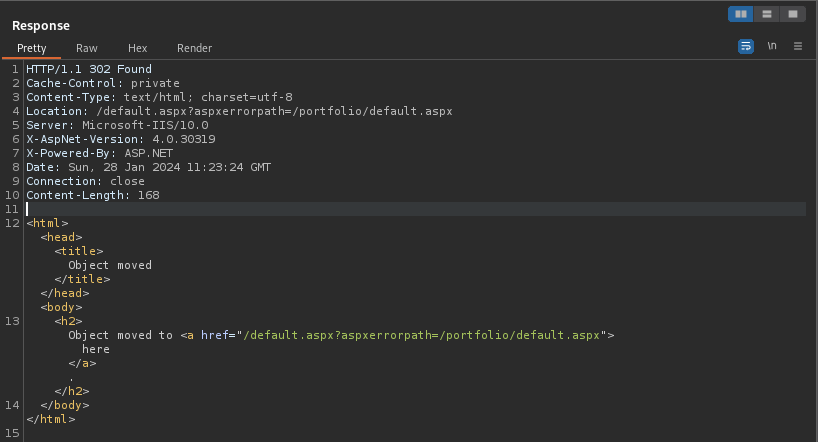 Response
Pretty Raw Hex Render \n
1 HTTP/1.1 302 Found
2 Cache-Control: private
3 Content-Type: text/html; charset=utf-8
4 Location: /default.aspx?aspxerrorpath=/portfolio/default.aspx
5 Server: Microsoft-IIS/10.0
6 X-AspNet-Version: 4.0.30319
7 X-Powered-By: ASP.NET
8 Date: Sun, 28 Jan 2024 11:23:24 GMT
9 Connection: close
10 Content-Length: 168
11
12 <html>
<head>
<title>
Object moved
</title>
</head>
<body>
13 <h2>
Object moved to <a href="/default.aspx?aspxerrorpath=/portfolio/default.aspx">
here
</a>
.
</h2>
14 </body>
</html>
15